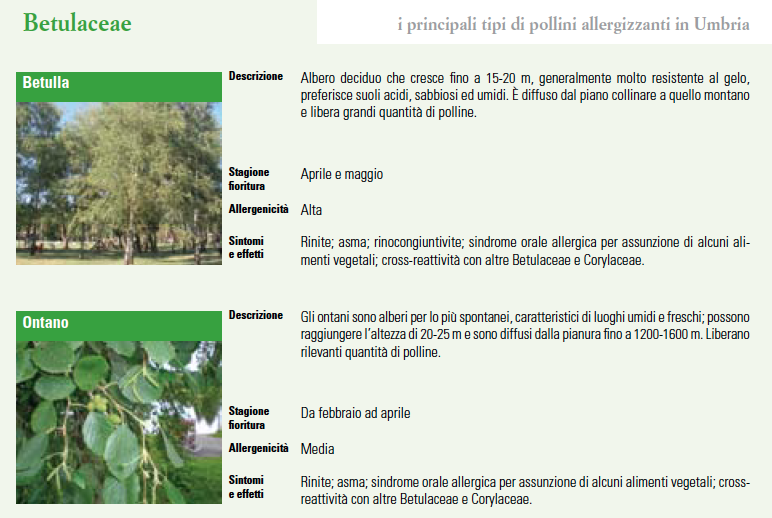 Betulaceae
i principali tipi di pollini allergizzanti in Umbria
Betulla
Descrizione
Albero deciduo che cresce fino a 15-20 m, generalmente molto resistente al gelo,
preferisce suoli acidi, sabbiosi ed umidi. È diffuso dal piano collinare a quello montano
e libera grandi quantità di polline.
Stagione
fioritura
Aprile e maggio
Allergenicità
Alta
Sintomi
e effetti
Rinite; asma; rinocongiuntivite; sindrome orale allergica per assunzione di alcuni ali-
menti vegetali; cross-reattività con altre Betulaceae e Corylaceae.
Ontano
Descrizione
Gli ontani sono alberi per lo più spontanei, caratteristici di luoghi umidi e freschi; possono
raggiungere l'altezza di 20-25 m e sono diffusi dalla pianura fino a 1200-1600 m. Liberano
rilevanti quantità di polline.
Stagione
fioritura
Da febbraio ad aprile
Allergenicità
Media
Sintomi
e effetti
Rinite; asma; sindrome orale allergica per assunzione di alcuni alimenti vegetali; cross-
reattività con altre Betulaceae e Corylaceae.